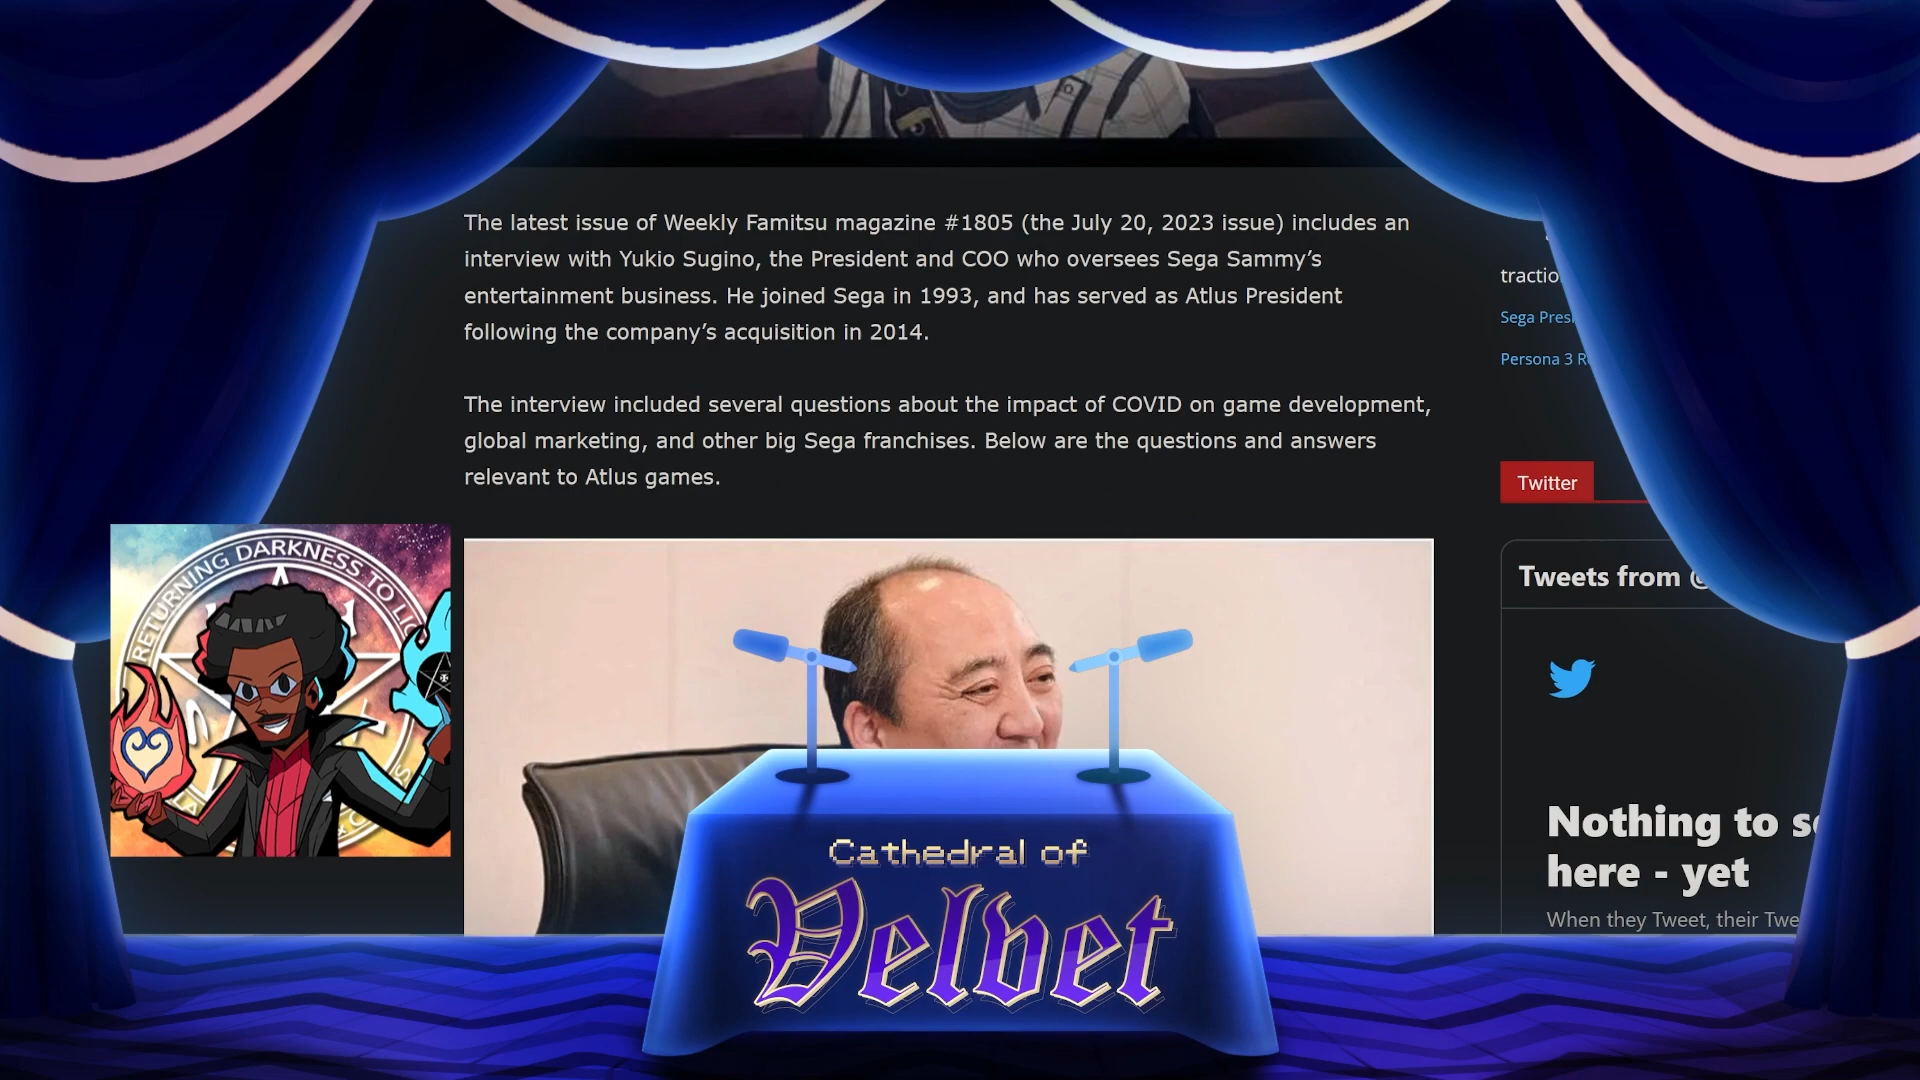 The latest issue of Weekly Famitsu magazine #1805 (the July 20, 2023 issue) includes an
interview with Yukio Sugino, the President and COO who oversees Sega Sammy’s
entertainment business. He joined Sega in 1993, and has served as Atlus President
following the company’s acquisition in 2014.
The interview included several questions about the impact of COVID on game development,
global marketing, and other big Sega franchises. Below are the questions and answers
relevant to Atlus games.
Sega
Persona 3
Twitter
Tweets from @
Nothing to
here - yet
When they Tweet, their
RETURNING DARKNESS TO
Cathedral of
Velvet